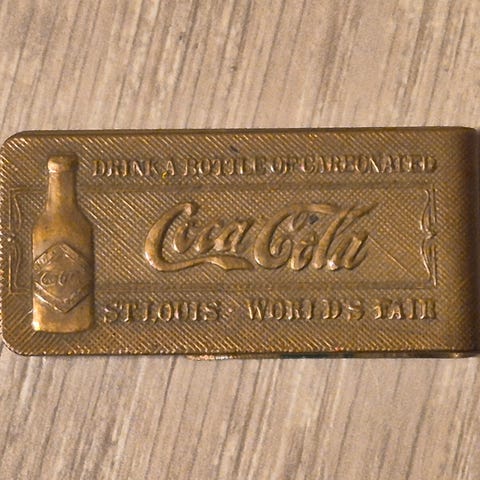 DRINK A BOTTLE OF CARBONATED
Coca-Cola
ST. LOUIS - WORLD'S FAIR